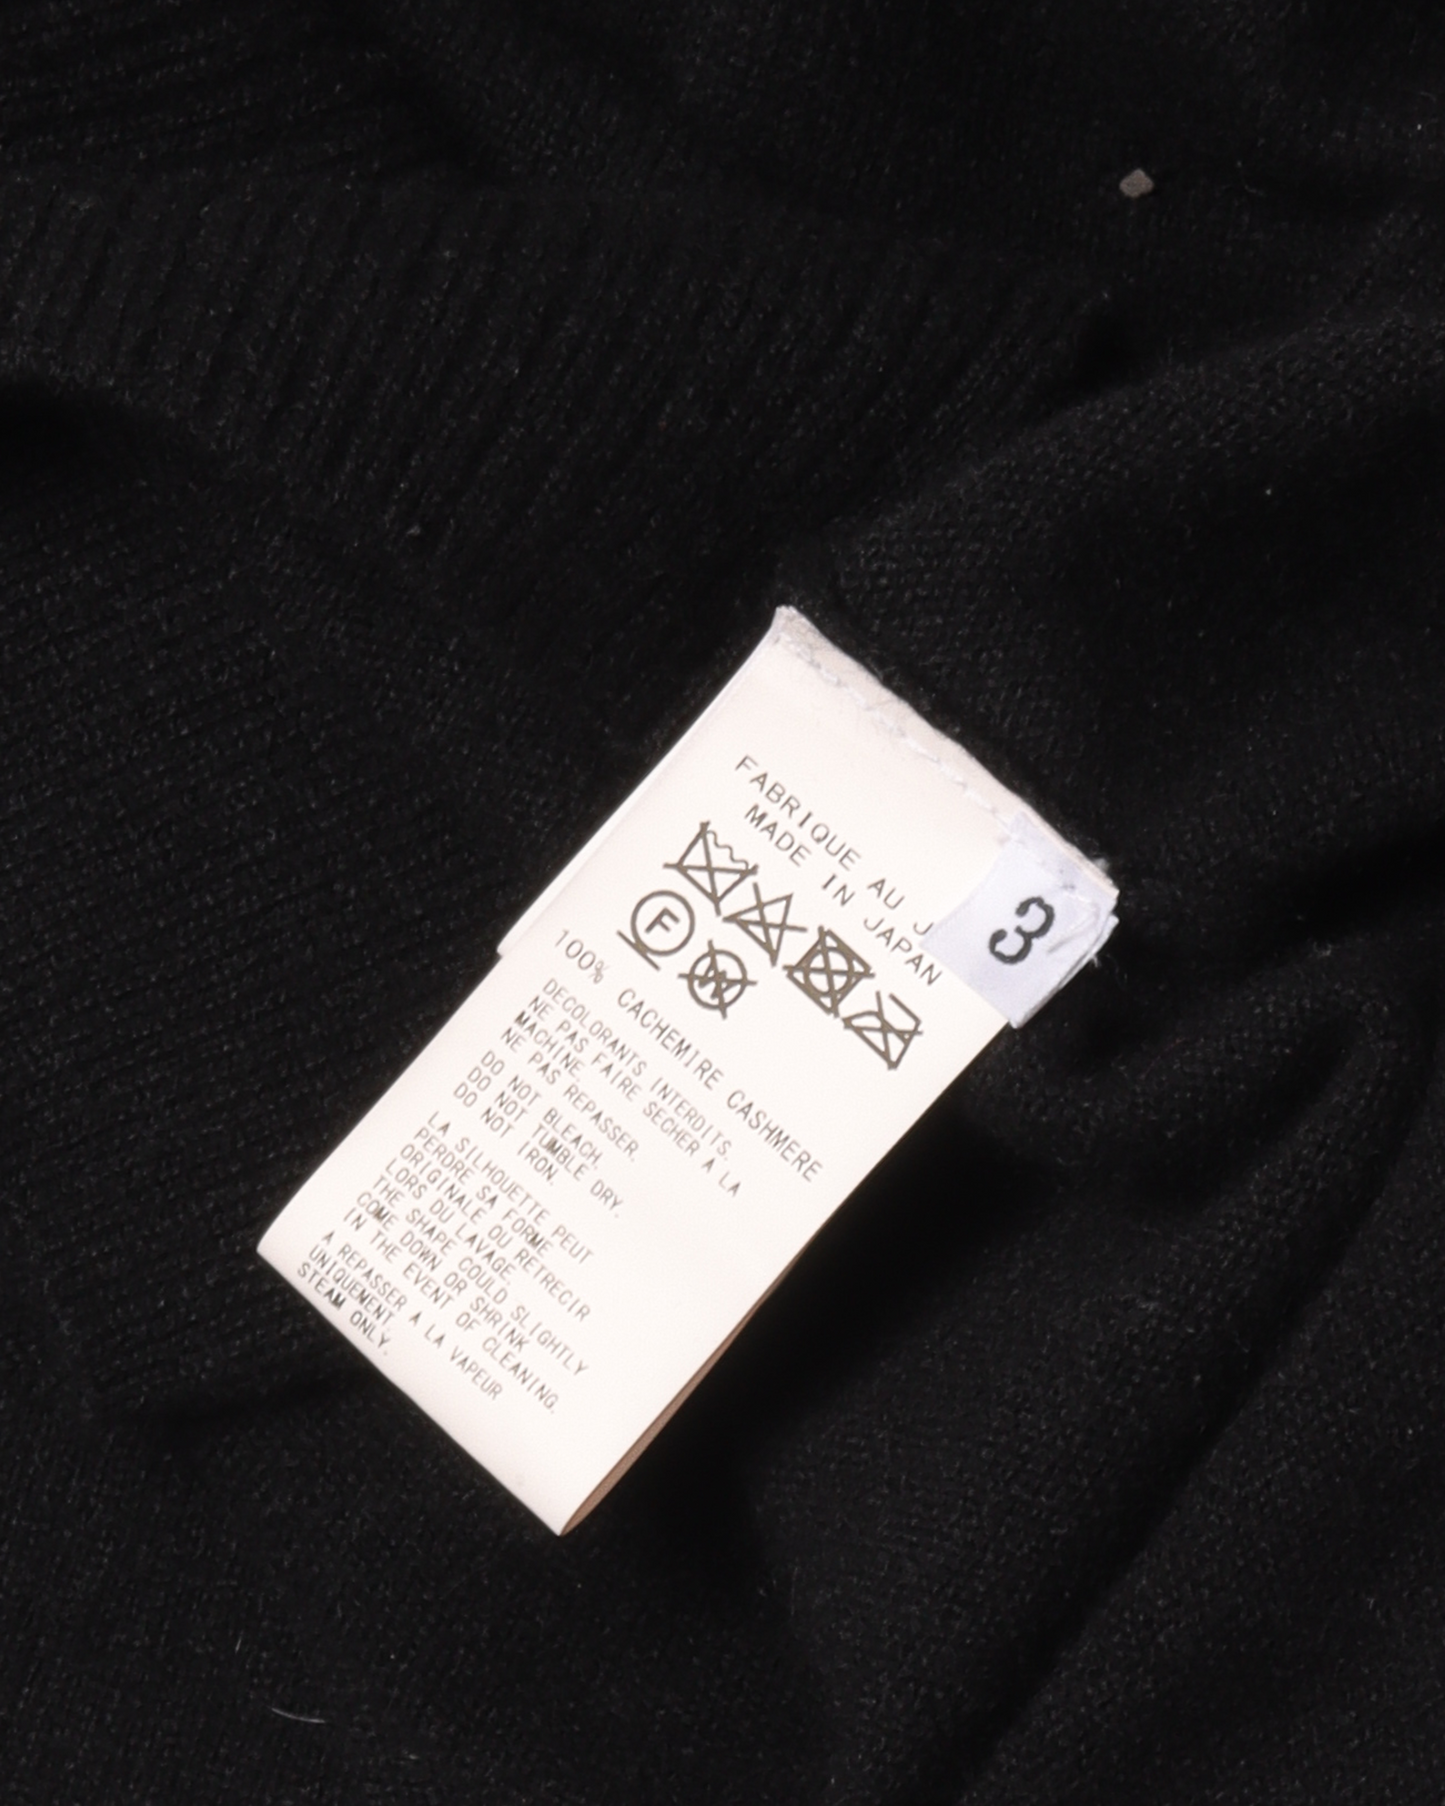 FABRIQUE AU J
MADE IN JAPAN
3
F
W
100% CACHEMIRE CASHMERE
DECOLORANTS INTERDITS.
NE PAS FAIRE SECHER A LA
MACHINE.
NE PAS REPASSER.
DO NOT BLEACH.
DO NOT TUMBLE DRY.
DO NOT IRON.
LA SILHOUETTE PEUT
PERDRE SA FORME
ORIGINALE OU RETRECIR
LORS DU LAVAGE.
THE SHAPE COULD SLIGHTLY
COME DOWN OR SHRINK
IN THE EVENT OF CLEANING.
A REPASSER A LA VAPEUR
UNIQUEMENT.
STEAM ONLY.